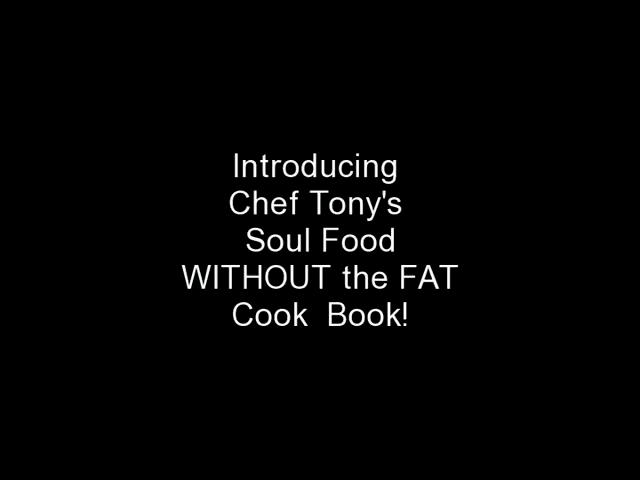 Introducing
Chef Tony's
Soul Food
WITHOUT the FAT
Cook  Book!